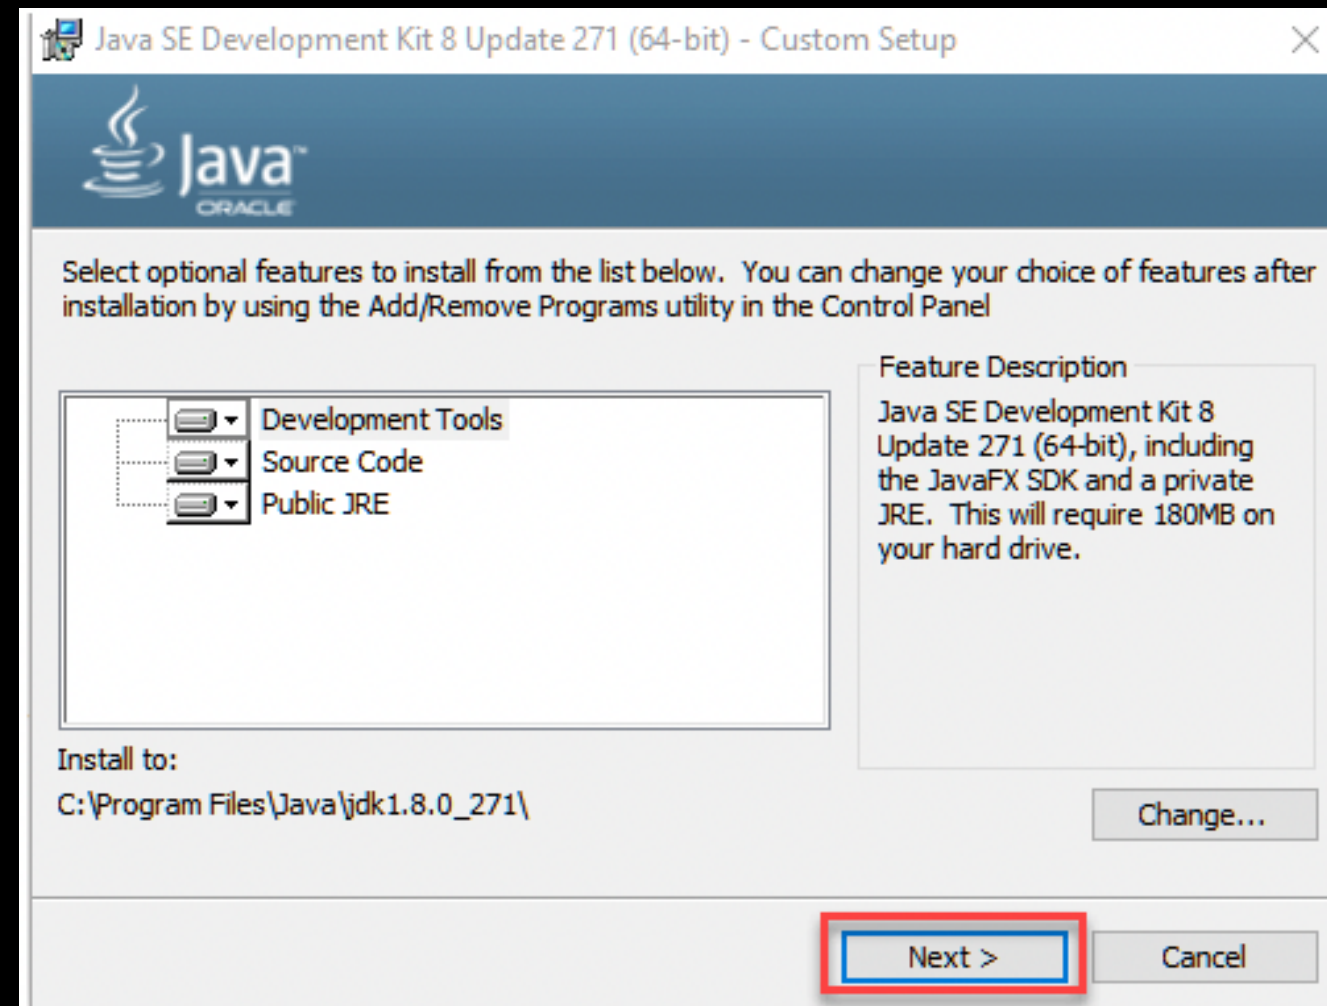 Java SE Development Kit 8 Update 271 (64-bit) - Custom Setup
Java™
ORACLE
Select optional features to install from the list below.  You can change your choice of features after
installation by using the Add/Remove Programs utility in the Control Panel
Development Tools
Source Code
Public JRE
Feature Description
Java SE Development Kit 8
Update 271 (64-bit), including
the JavaFX SDK and a private
JRE.  This will require 180MB on
your hard drive.
Install to:
C:\Program Files\Java\jdk1.8.0_271\
Change...
Next >
Cancel